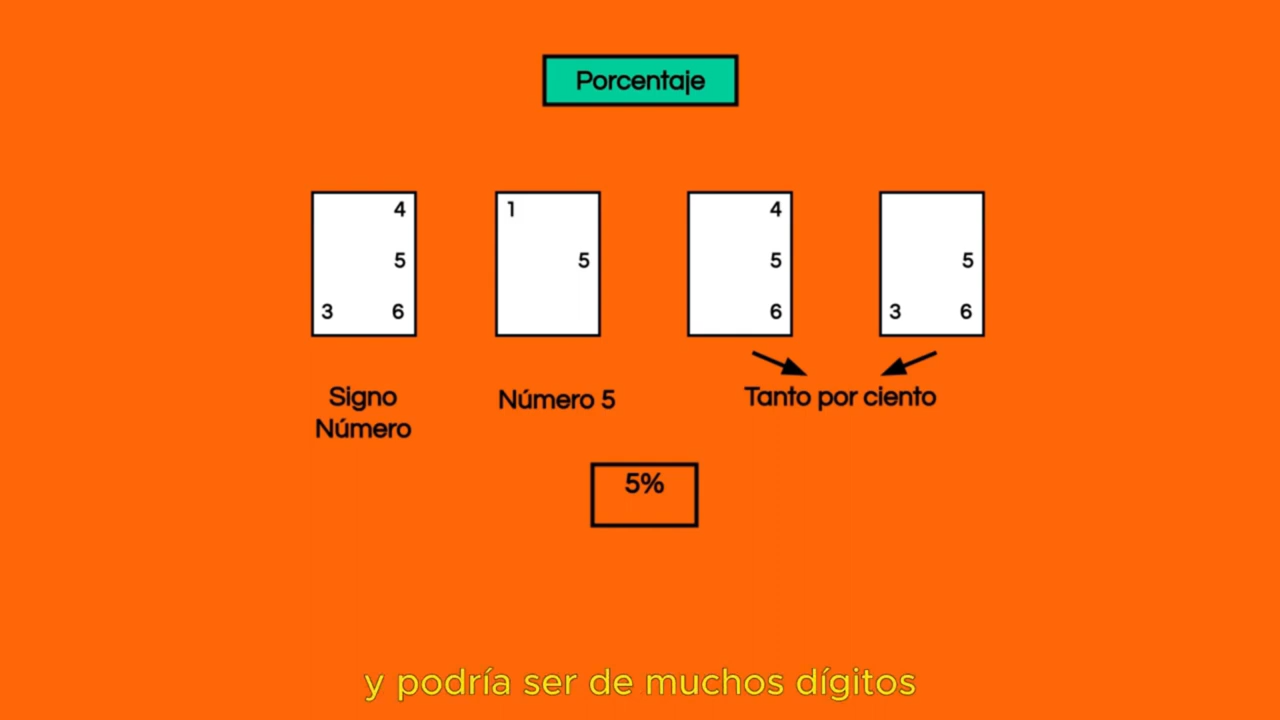 Porcentaje
4 1 4
5 5 5 5
3 6 6 3 6
Signo
Número
Número 5
Tanto por ciento
5%
y podría ser de muchos dígitos